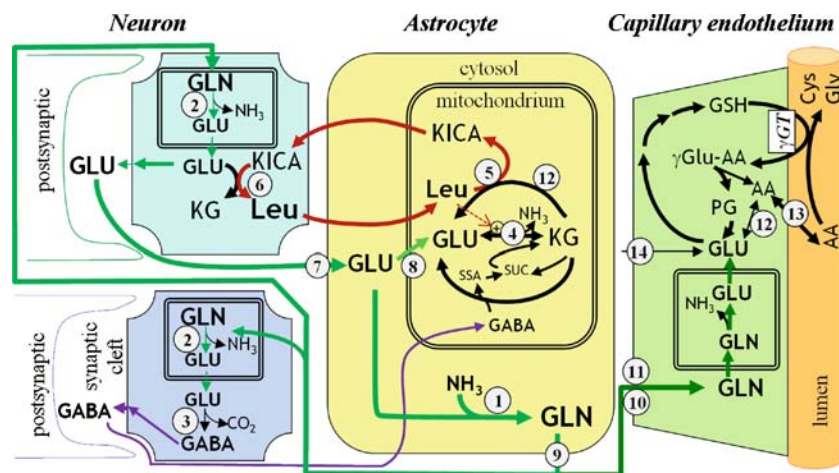 Neuron
Astrocyte
Capillary endothelium
postsynaptic
GLN
2
NH3
GLU
GLU
GLU
KICA
6
KG
Leu
cytosol
mitochondrium
KICA
5
12
Leu
NH3
+
4
GLU
KG
7
GLU
8
SSA
SUC
GABA
NH3
1
GLN
9
postsynaptic
synaptic
cleft
GABA
GLN
2
NH3
GLU
GLU
3
CO2
GABA
GSH
γGT
Cys
Gly
γGlu-AA
AA
PG
12
13
AA
14
GLU
GLU
NH3
GLN
11
10
GLN
lumen